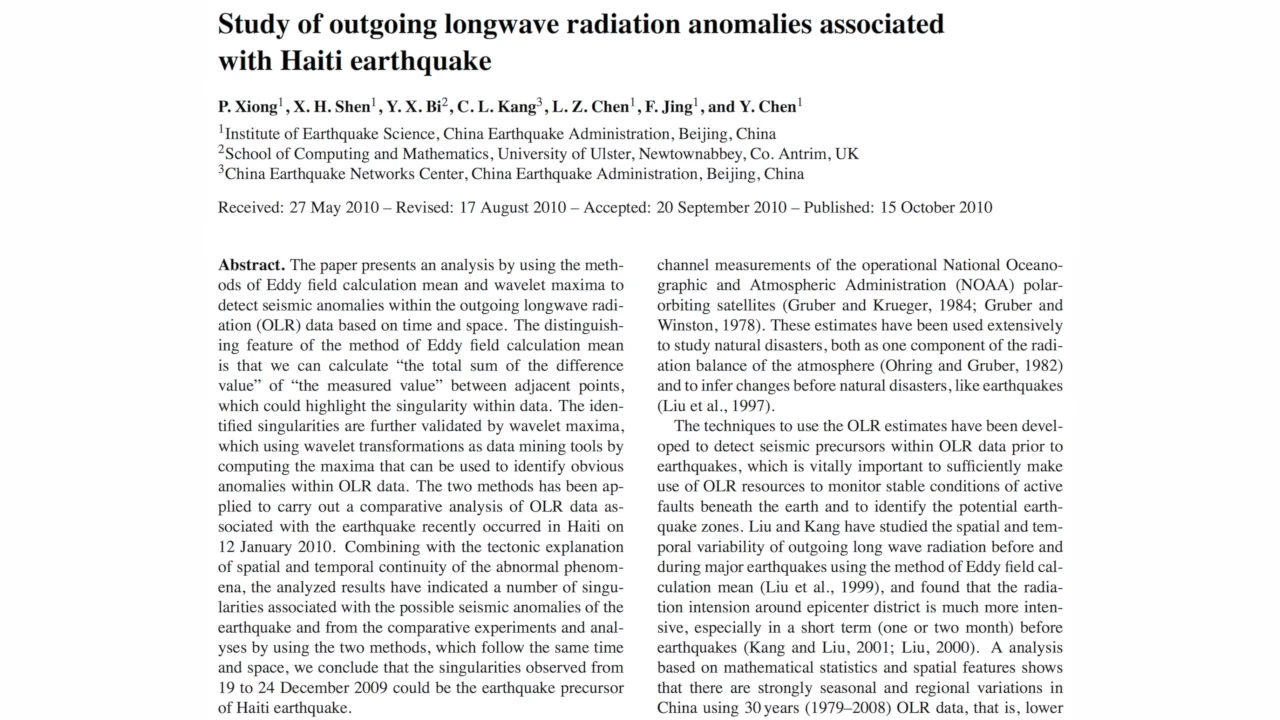 Study of outgoing longwave radiation anomalies associated
with Haiti earthquake
P. Xiong1, X. H. Shen1, Y. X. Bi2, C. L. Kang3, L. Z. Chen1, F. Jing1, and Y. Chen1
1Institute of Earthquake Science, China Earthquake Administration, Beijing, China
2School of Computing and Mathematics, University of Ulster, Newtownabbey, Co. Antrim, UK
3China Earthquake Networks Center, China Earthquake Administration, Beijing, China
Received: 27 May 2010 – Revised: 17 August 2010 – Accepted: 20 September 2010 – Published: 15 October 2010
Abstract. The paper presents an analysis by using the meth-
ods of Eddy field calculation mean and wavelet maxima to
detect seismic anomalies within the outgoing longwave radi-
ation (OLR) data based on time and space. The distinguish-
ing feature of the method of Eddy field calculation mean
is that we can calculate “the total sum of the difference
value” of “the measured value” between adjacent points,
which could highlight the singularity within data. The iden-
tified singularities are further validated by wavelet maxima,
which using wavelet transformations as data mining tools by
computing the maxima that can be used to identify obvious
anomalies within OLR data. The two methods has been ap-
plied to carry out a comparative analysis of OLR data as-
sociated with the earthquake recently occurred in Haiti on
12 January 2010. Combining with the tectonic explanation
of spatial and temporal continuity of the abnormal phenom-
ena, the analyzed results have indicated a number of singu-
larities associated with the possible seismic anomalies of the
earthquake and from the comparative experiments and anal-
yses by using the two methods, which follow the same time
and space, we conclude that the singularities observed from
19 to 24 December 2009 could be the earthquake precursor
of Haiti earthquake.
channel measurements of the operational National Oceano-
graphic and Atmospheric Administration (NOAA) polar-
orbiting satellites (Gruber and Krueger, 1984; Gruber and
Winston, 1978). These estimates have been used extensively
to study natural disasters, both as one component of the radi-
ation balance of the atmosphere (Ohring and Gruber, 1982)
and to infer changes before natural disasters, like earthquakes
(Liu et al., 1997).
The techniques to use the OLR estimates have been devel-
oped to detect seismic precursors within OLR data prior to
earthquakes, which is vitally important to sufficiently make
use of OLR resources to monitor stable conditions of active
faults beneath the earth and to identify the potential earth-
quake zones. Liu and Kang have studied the spatial and tem-
poral variability of outgoing long wave radiation before and
during major earthquakes using the method of Eddy field cal-
culation mean (Liu et al., 1999), and found that the radia-
tion intension around epicenter district is much more inten-
sive, especially in a short term (one or two month) before
earthquakes (Kang and Liu, 2001; Liu, 2000). A analysis
based on mathematical statistics and spatial features shows
that there are strongly seasonal and regional variations in
China using 30 years (1979–2008) OLR data, that is, lower